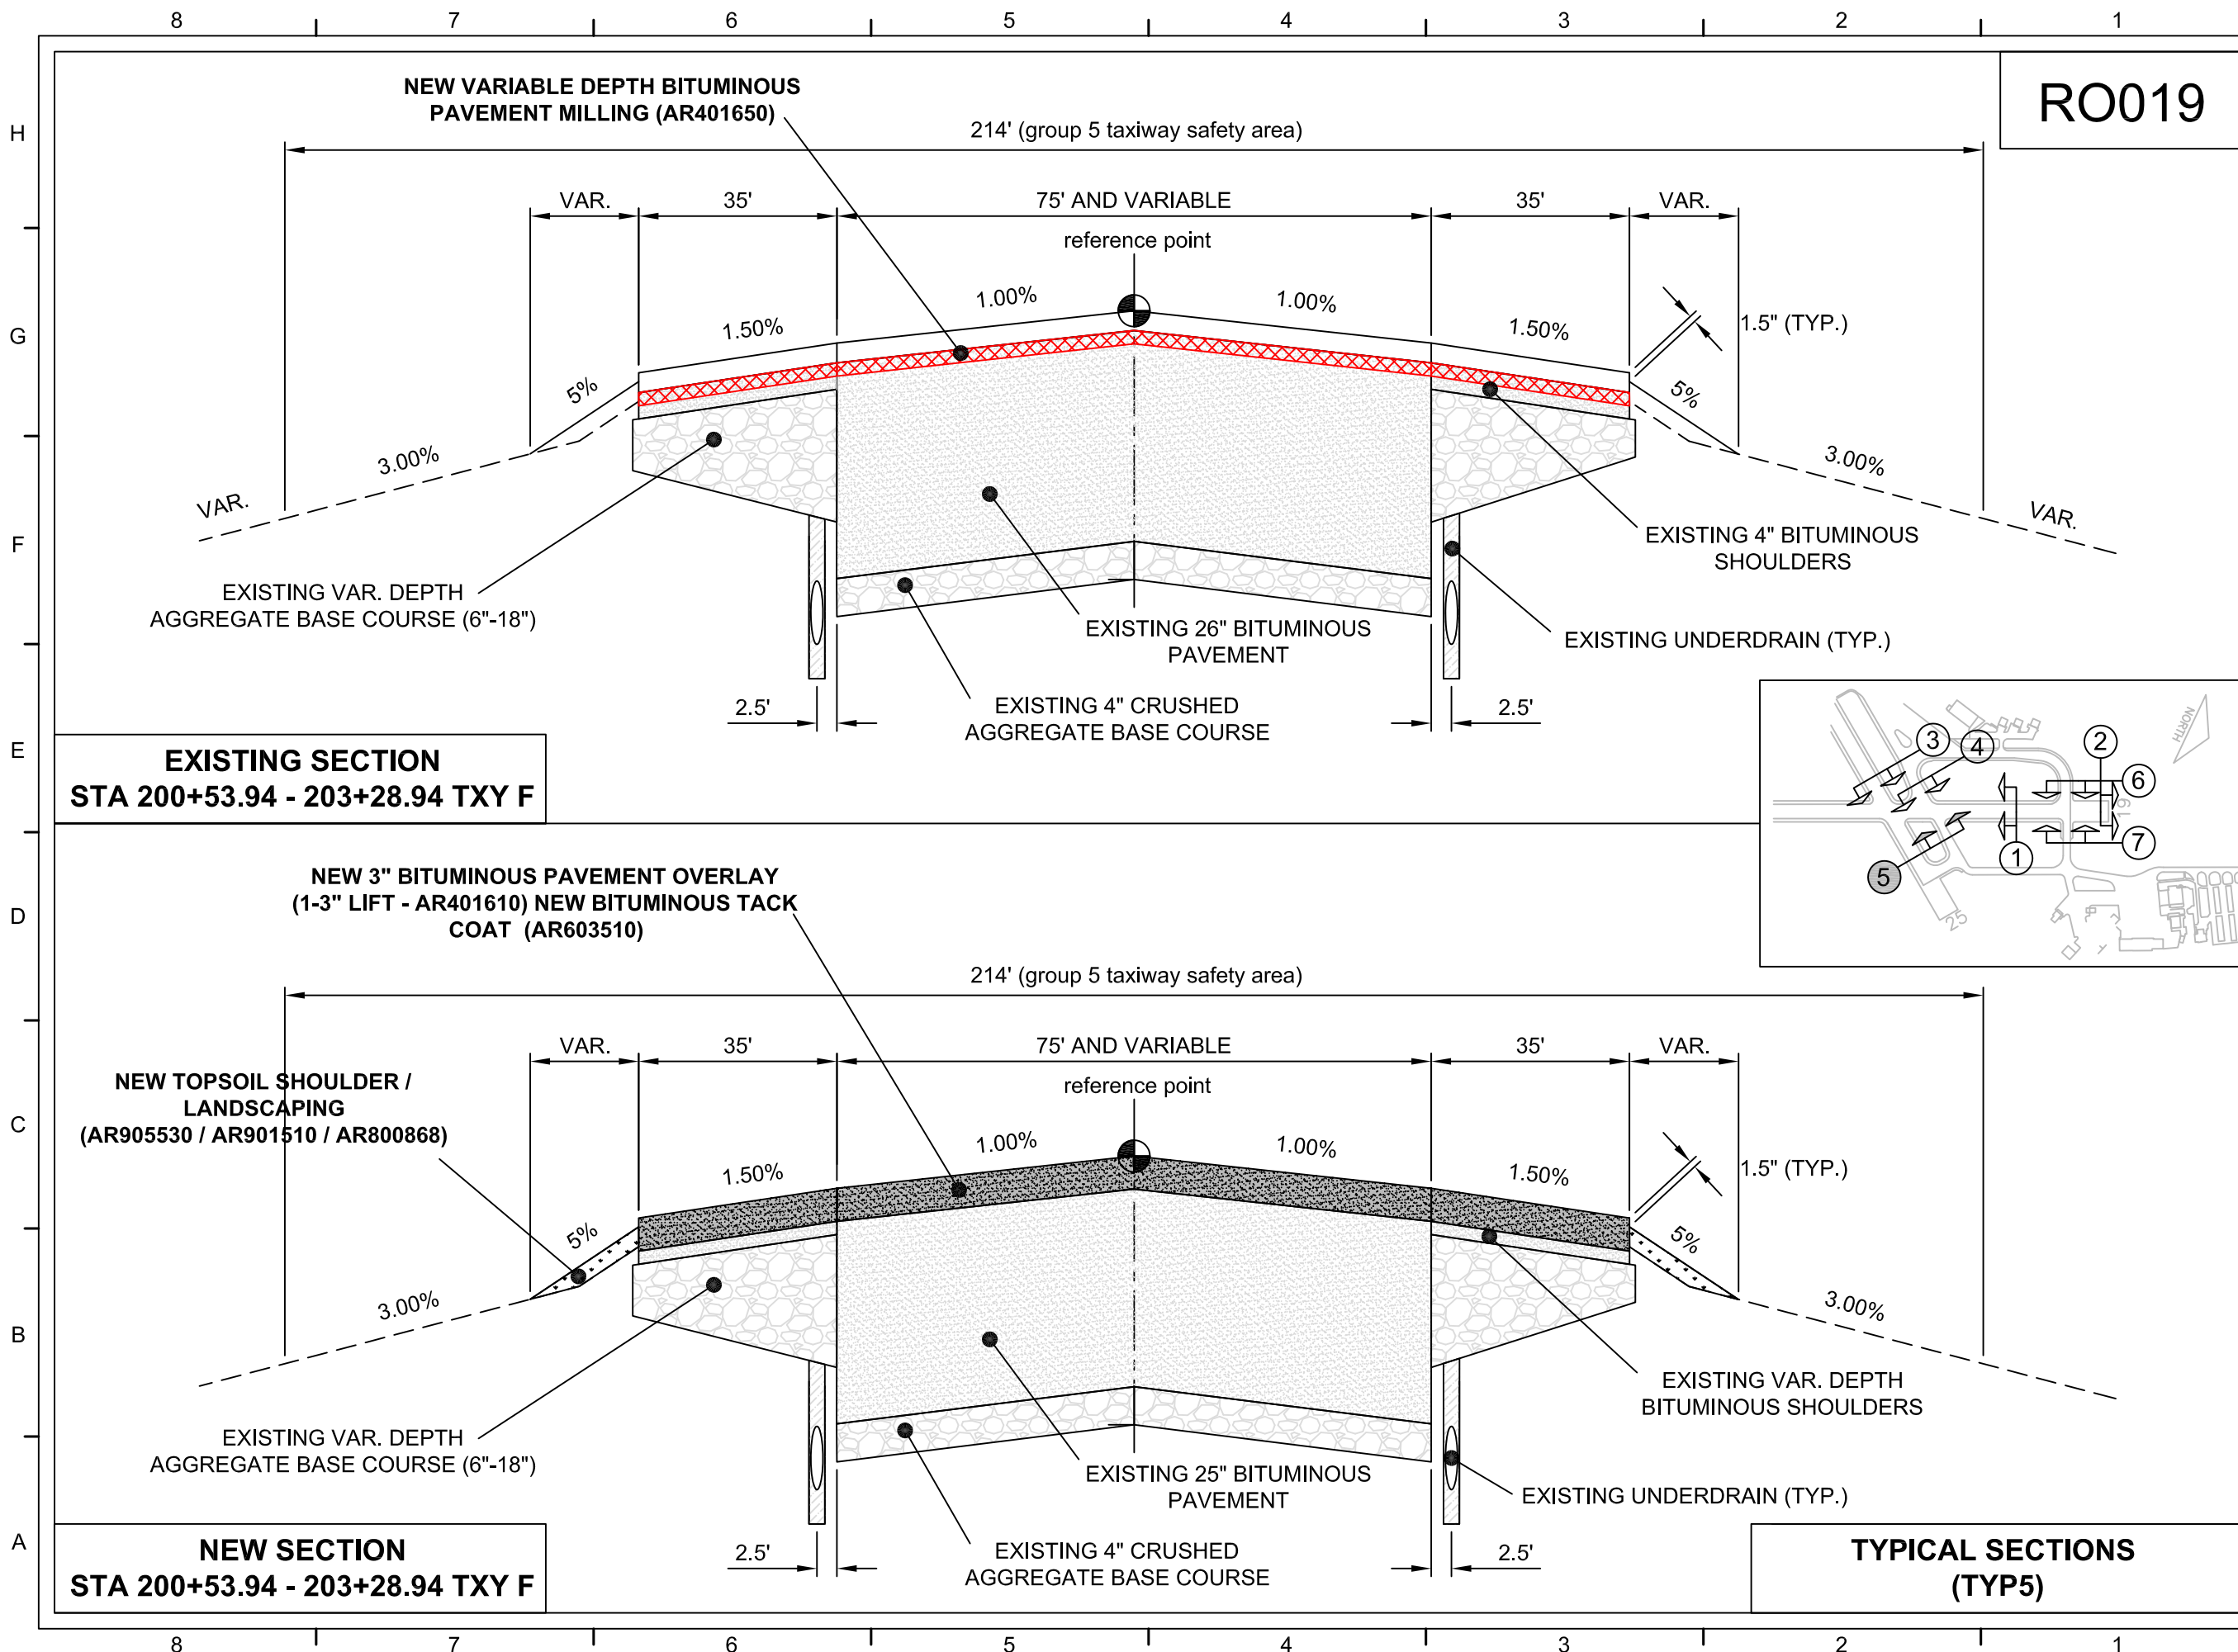 8 7 6 5 4 3 2 1
RO019
NEW VARIABLE DEPTH BITUMINOUS
PAVEMENT MILLING (AR401650)
H
214' (group 5 taxiway safety area)
VAR. 35' 75' AND VARIABLE 35' VAR.
reference point
1.00% 1.00%
1.50% 1.50%
1.5" (TYP.)
G
5% 5%
3.00% 3.00%
VAR. VAR.
F
EXISTING 4" BITUMINOUS
SHOULDERS
EXISTING VAR. DEPTH
AGGREGATE BASE COURSE (6"-18")
EXISTING 26" BITUMINOUS
PAVEMENT
EXISTING UNDERDRAIN (TYP.)
2.5' 2.5'
EXISTING 4" CRUSHED
AGGREGATE BASE COURSE
E
EXISTING SECTION
STA 200+53.94 - 203+28.94 TXY F
NORTH
3 4 2
6
19
1 7
5
25
NEW 3" BITUMINOUS PAVEMENT OVERLAY
(1-3" LIFT - AR401610) NEW BITUMINOUS TACK
COAT (AR603510)
D
214' (group 5 taxiway safety area)
VAR. 35' 75' AND VARIABLE 35' VAR.
reference point
NEW TOPSOIL SHOULDER /
LANDSCAPING
(AR905530 / AR901510 / AR800868)
C
1.00% 1.00%
1.50% 1.50%
1.5" (TYP.)
5% 5%
3.00% 3.00%
B
EXISTING VAR. DEPTH
BITUMINOUS SHOULDERS
EXISTING VAR. DEPTH
AGGREGATE BASE COURSE (6"-18")
EXISTING 25" BITUMINOUS
PAVEMENT
EXISTING UNDERDRAIN (TYP.)
A
2.5' 2.5'
EXISTING 4" CRUSHED
AGGREGATE BASE COURSE
NEW SECTION
STA 200+53.94 - 203+28.94 TXY F
TYPICAL SECTIONS
(TYP5)
8 7 6 5 4 3 2 1